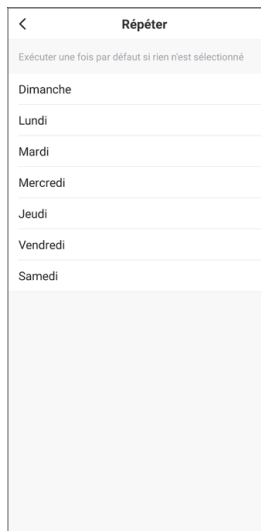 Répéter
Exécuter une fois par défaut si rien n'est sélectionné
Dimanche
Lundi
Mardi
Mercredi
Jeudi
Vendredi
Samedi